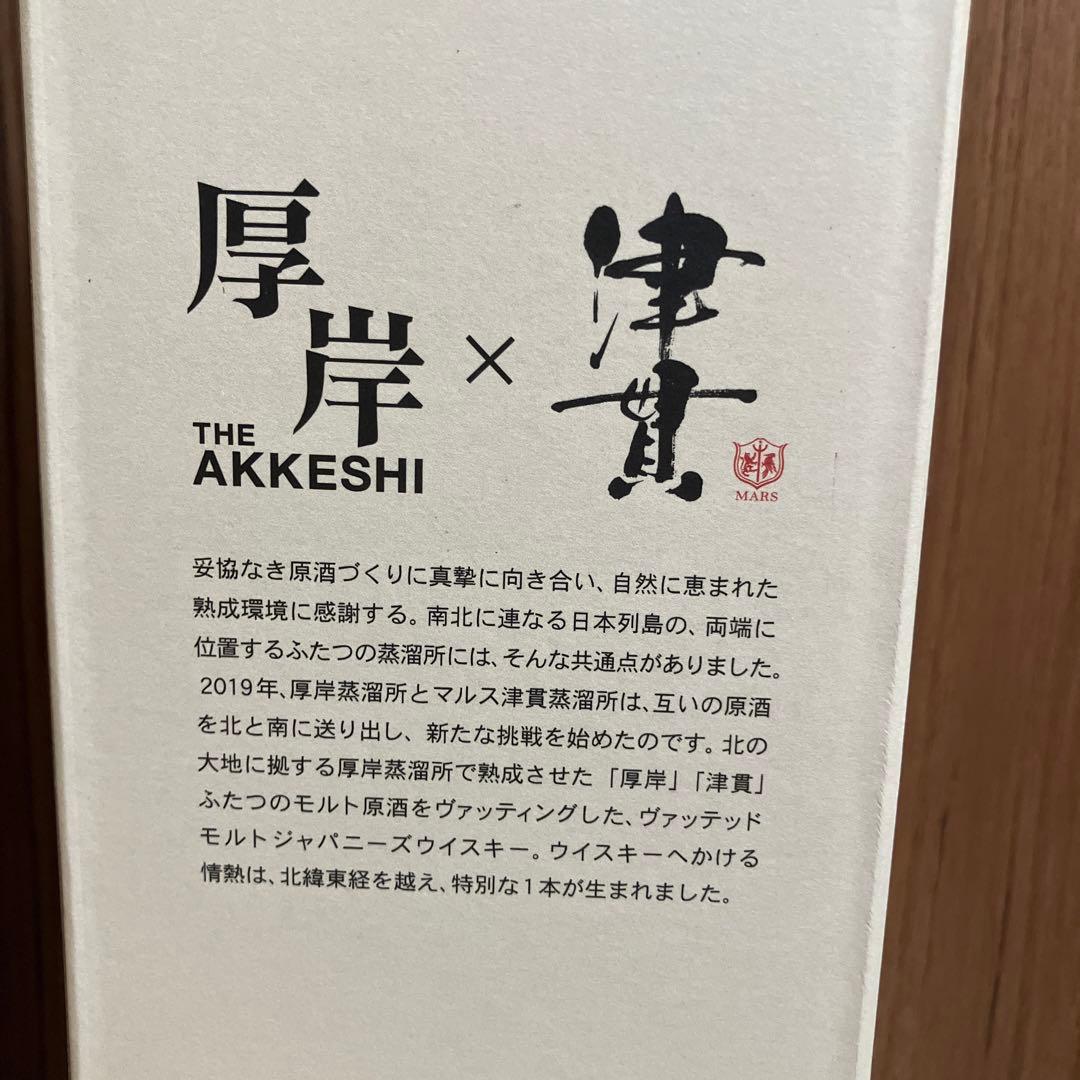 厚岸
THE
AKKESHI
×
津貫
MARS
妥協なき原酒づくりに真摯に向き合い、自然に恵まれた
熟成環境に感謝する。南北に連なる日本列島の、両端に
位置するふたつの蒸溜所には、そんな共通点がありました。
2019年、厚岸蒸溜所とマルス津貫蒸溜所は、互いの原酒
を北と南に送り出し、新たな挑戦を始めたのです。北の
大地に拠する厚岸蒸溜所で熟成させた「厚岸」「津貫」
ふたつのモルト原酒をヴァッティングした、ヴァッテッド
モルトジャパニーズウイスキー。ウイスキーへかける
情熱は、北緯東経を越え、特別な1本が生まれました。